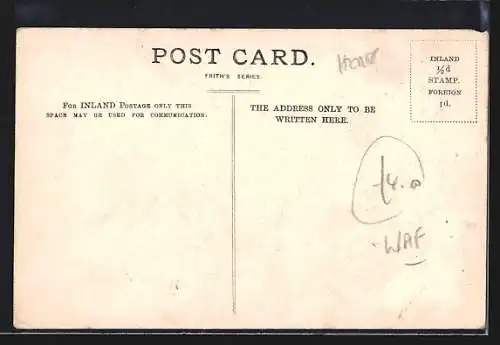 POST CARD.
FRITH'S SERIES.
INLAND
½d
STAMP.
FOREIGN
1d.
FOR INLAND POSTAGE ONLY THIS
SPACE MAY BE USED FOR COMMUNICATION.
THE ADDRESS ONLY TO BE
WRITTEN HERE.
WAF